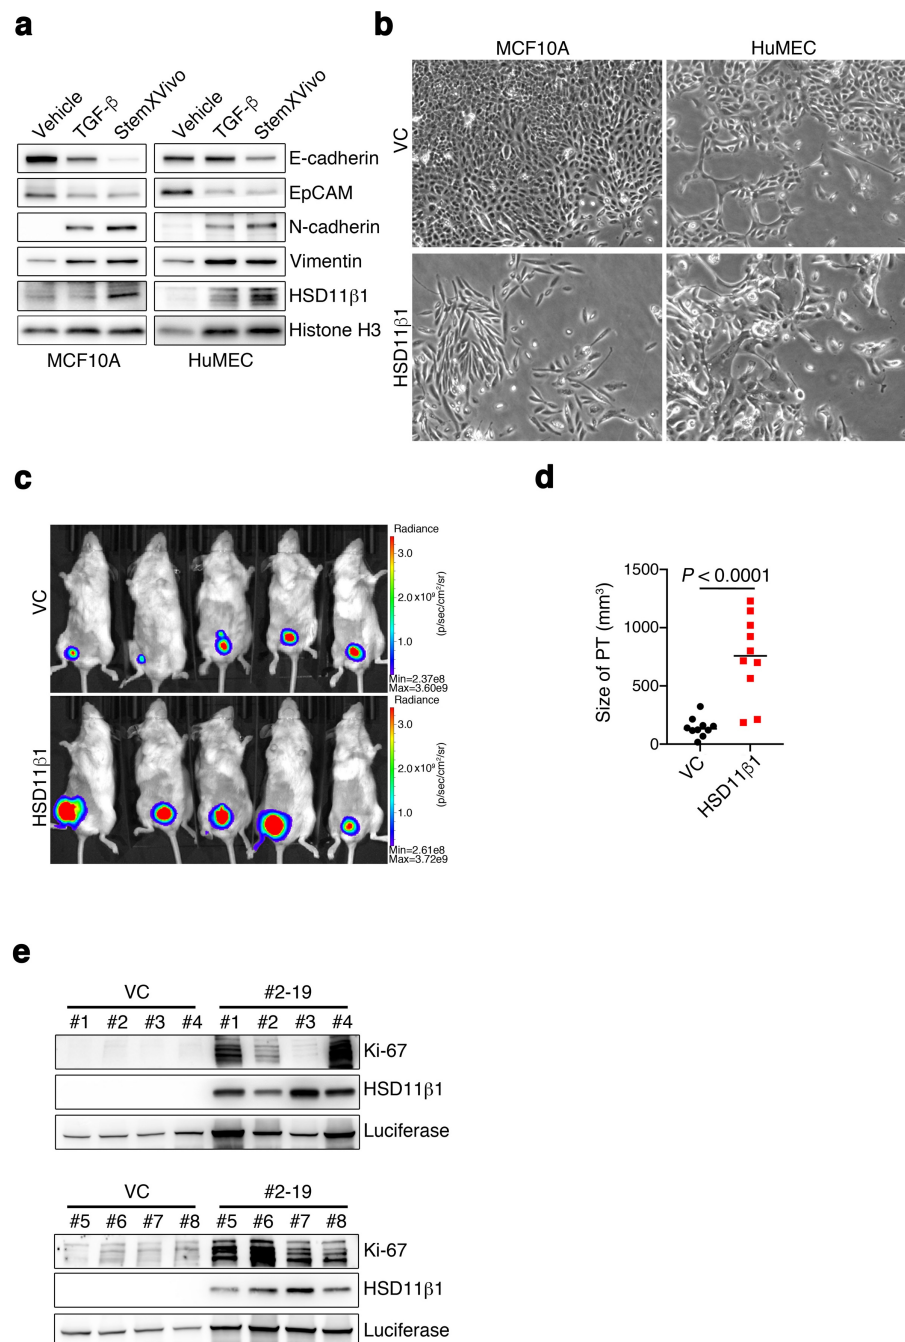 a
Vehicle TGF-β StemXVivo Vehicle TGF-β StemXVivo
E-cadherin
EpCAM
N-cadherin
Vimentin
HSD11β1
Histone H3
MCF10A HuMEC
b
MCF10A HuMEC
VC
HSD11β1
c
VC
Radiance
3.0
2.0 x10⁹
1.0
(p/sec/cm²/sr)
Min=2.37e8
Max=3.60e9
HSD11β1
Radiance
3.0
2.0 x10⁹
1.0
(p/sec/cm²/sr)
Min=2.61e8
Max=3.72e9
d
P < 0.0001
Size of PT (mm³)
1500
1000
500
0
VC HSD11β1
e
VC #2-19
#1 #2 #3 #4 #1 #2 #3 #4
Ki-67
HSD11β1
Luciferase
VC #2-19
#5 #6 #7 #8 #5 #6 #7 #8
Ki-67
HSD11β1
Luciferase